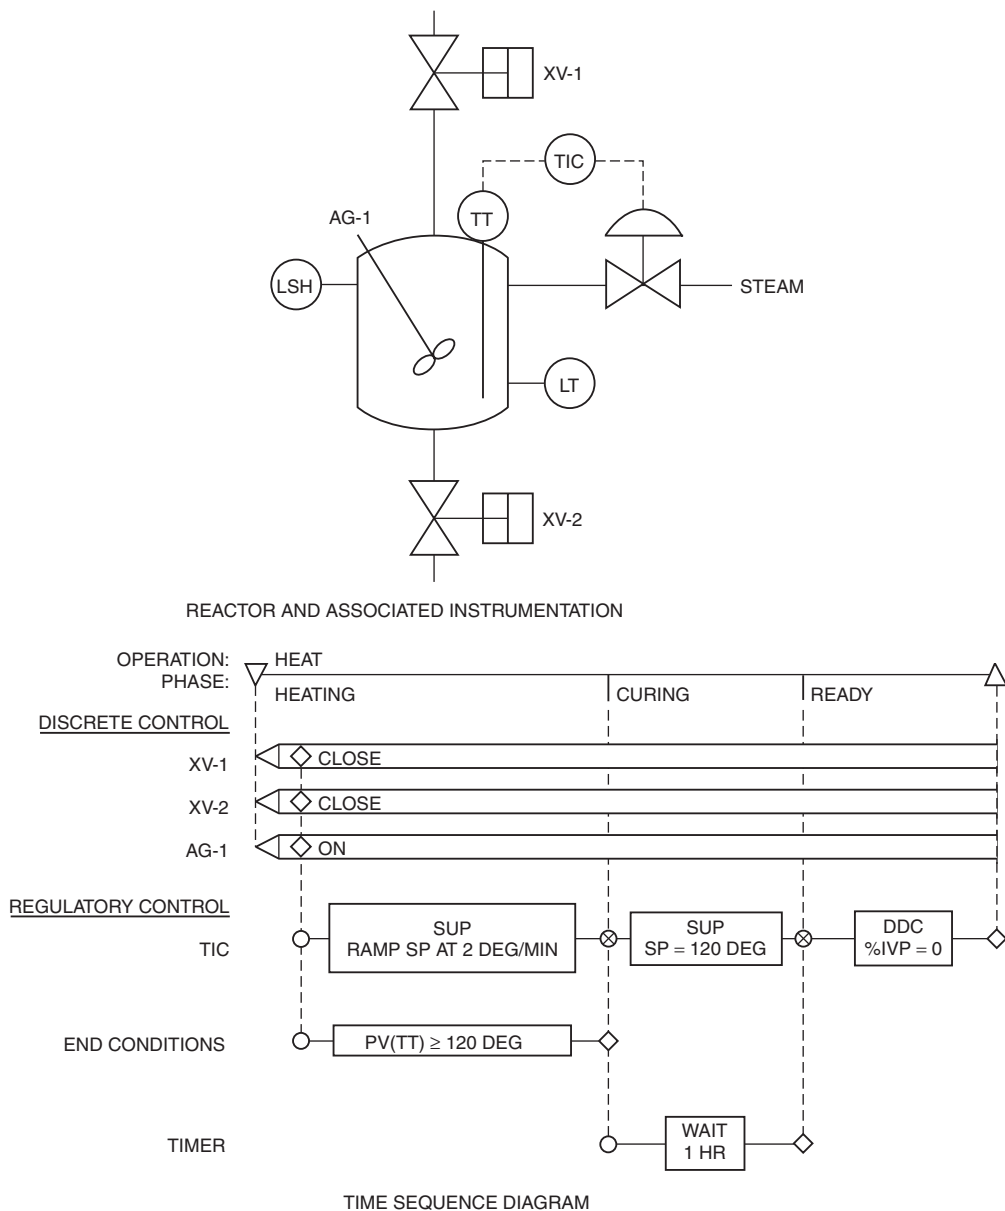 XV-1
TIC
TT
AG-1
LSH
STEAM
LT
XV-2
REACTOR AND ASSOCIATED INSTRUMENTATION
OPERATION: HEAT
PHASE: HEATING CURING READY
DISCRETE CONTROL
XV-1 CLOSE
XV-2 CLOSE
AG-1 ON
REGULATORY CONTROL
TIC
SUP
RAMP SP AT 2 DEG/MIN
SUP
SP = 120 DEG
DDC
%IVP = 0
END CONDITIONS PV(TT) ≥ 120 DEG
TIMER
WAIT
1 HR
TIME SEQUENCE DIAGRAM